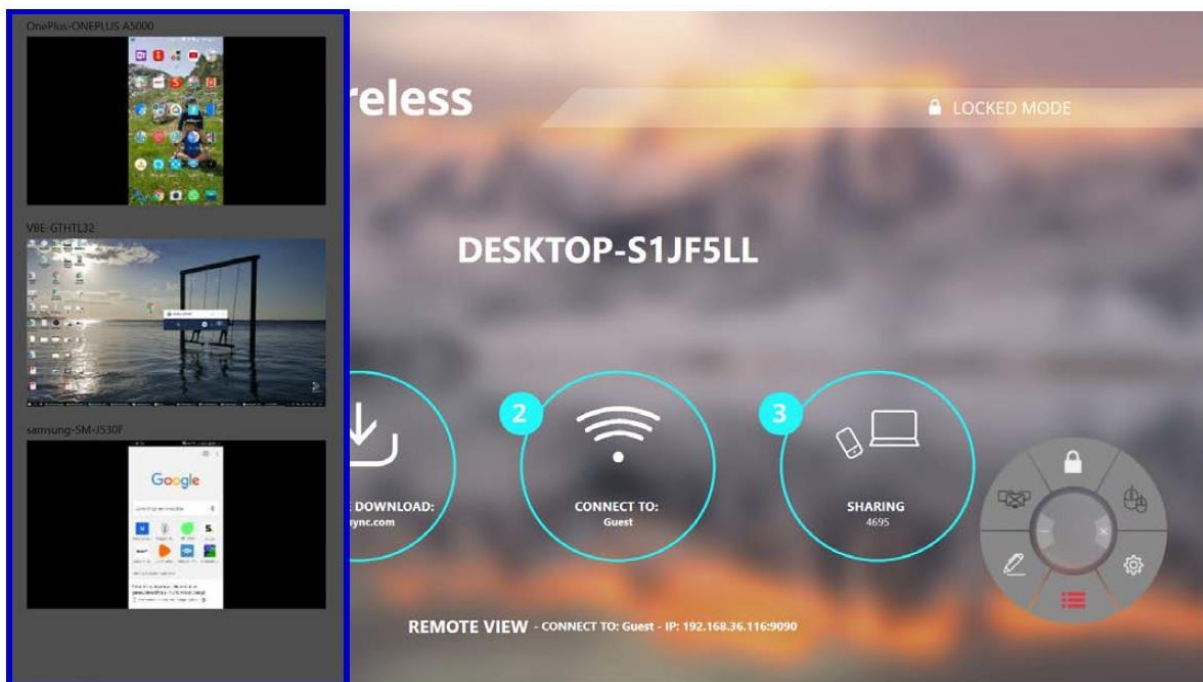 OnePlus-ONEPLUS A5000
VBE-GTHTL32
samsung-SM-J530F
Google
reless
LOCKED MODE
DESKTOP-S1JF5LL
E DOWNLOAD:
sync.com
2
CONNECT TO:
Guest
3
SHARING
4695
REMOTE VIEW - CONNECT TO: Guest - IP: 192.168.36.116:9090